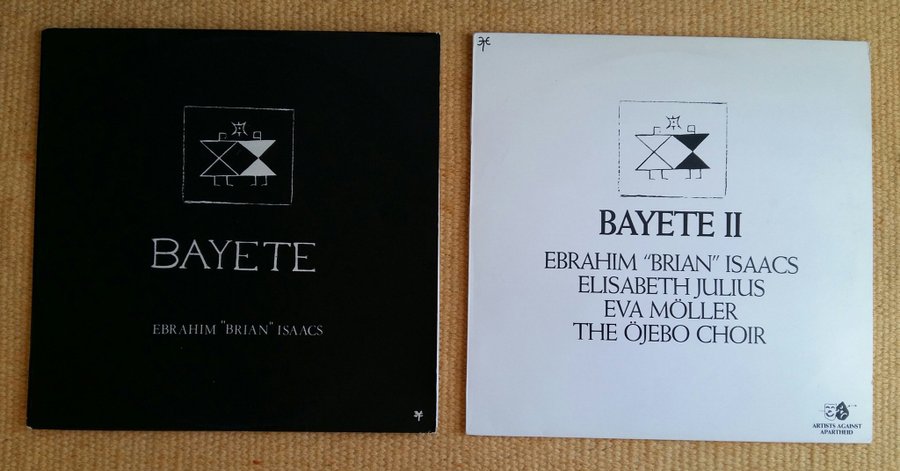 BAYETE
EBRAHIM "BRIAN" ISAACS
BAYETE II
EBRAHIM "BRIAN" ISAACS
ELISABETH JULIUS
EVA MÖLLER
THE ÖJEBO CHOIR
ARTISTS AGAINST
APARTHEID